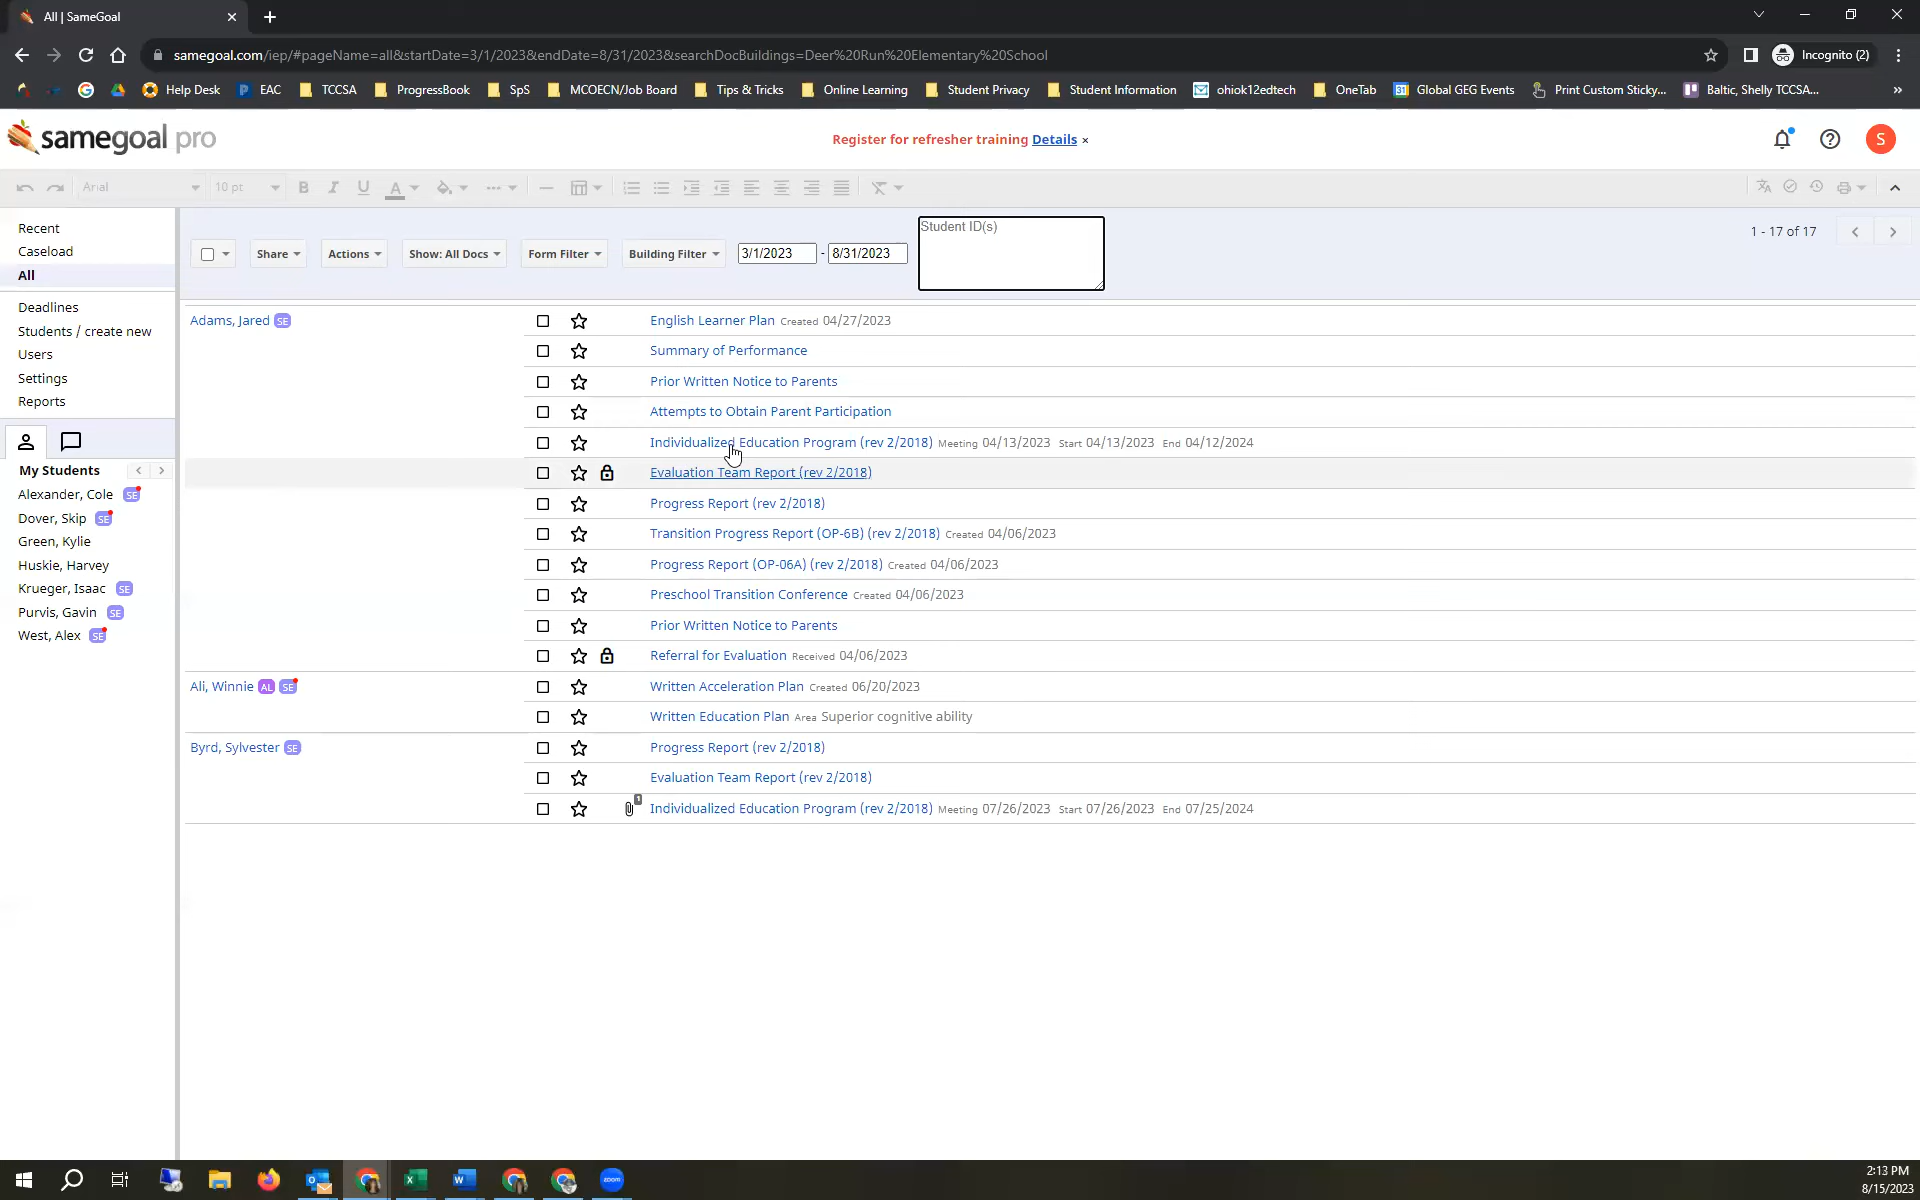 All | SameGoal
samegoal.com/iep/#pageName=all&startDate=3/1/2023&endDate=8/31/2023&searchDocBuildings=Deer%20Run%20Elementary%20School
Incognito (2)
Help Desk EAC TCCSA ProgressBook SpS MCOECN/Job Board Tips & Tricks Online Learning Student Privacy Student Information ohiok12edtech OneTab Global GEG Events Print Custom Sticky... Baltic, Shelly TCCSA... »
samegoal pro
Register for refresher training Details ×
S
Arial 10 pt B I U A
Recent
Caseload
All
Deadlines
Students / create new
Users
Settings
Reports
My Students
Alexander, Cole SE
Dover, Skip SE
Green, Kylie
Huskie, Harvey
Krueger, Isaac SE
Purvis, Gavin SE
West, Alex SE
Share Actions Show: All Docs Form Filter Building Filter 3/1/2023 - 8/31/2023 Student ID(s)
1 - 17 of 17
Adams, Jared SE English Learner Plan Created 04/27/2023
Summary of Performance
Prior Written Notice to Parents
Attempts to Obtain Parent Participation
Individualized Education Program (rev 2/2018) Meeting 04/13/2023 Start 04/13/2023 End 04/12/2024
Evaluation Team Report (rev 2/2018)
Progress Report (rev 2/2018)
Transition Progress Report (OP-6B) (rev 2/2018) Created 04/06/2023
Progress Report (OP-06A) (rev 2/2018) Created 04/06/2023
Preschool Transition Conference Created 04/06/2023
Prior Written Notice to Parents
Referral for Evaluation Received 04/06/2023
Ali, Winnie AL SE Written Acceleration Plan Created 06/20/2023
Written Education Plan Area Superior cognitive ability
Byrd, Sylvester SE Progress Report (rev 2/2018)
Evaluation Team Report (rev 2/2018)
1 Individualized Education Program (rev 2/2018) Meeting 07/26/2023 Start 07/26/2023 End 07/25/2024
zoom
2:13 PM
8/15/2023